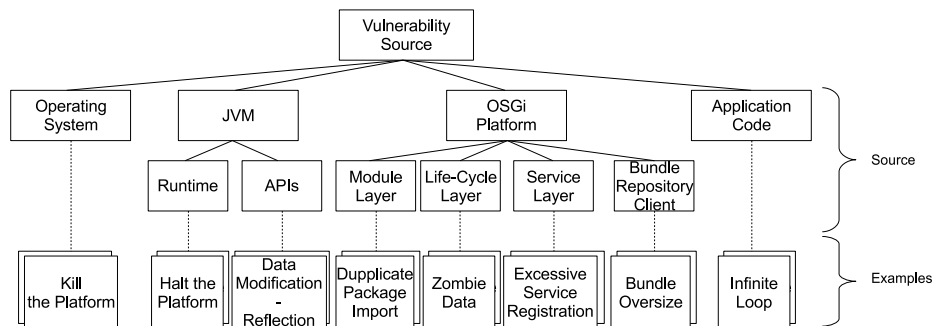 Vulnerability
Source
Operating
System
JVM
OSGi
Platform
Application
Code
Source
Runtime
APIs
Module
Layer
Life-Cycle
Layer
Service
Layer
Bundle
Repository
Client
Kill
the Platform
Halt the
Platform
Data
Modification
-
Reflection
Dupplicate
Package
Import
Zombie
Data
Excessive
Service
Registration
Bundle
Oversize
Infinite
Loop
Examples